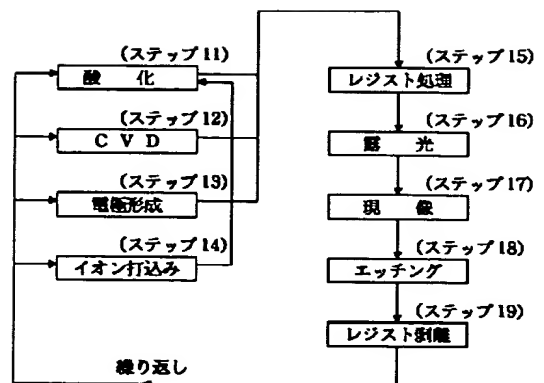 (ステップ11)
酸 化
(ステップ12)
C V D
(ステップ13)
電極形成
(ステップ14)
イオン打込み
繰り返し
(ステップ15)
レジスト処理
(ステップ16)
露 光
(ステップ17)
現 像
(ステップ18)
エッチング
(ステップ19)
レジスト剥離